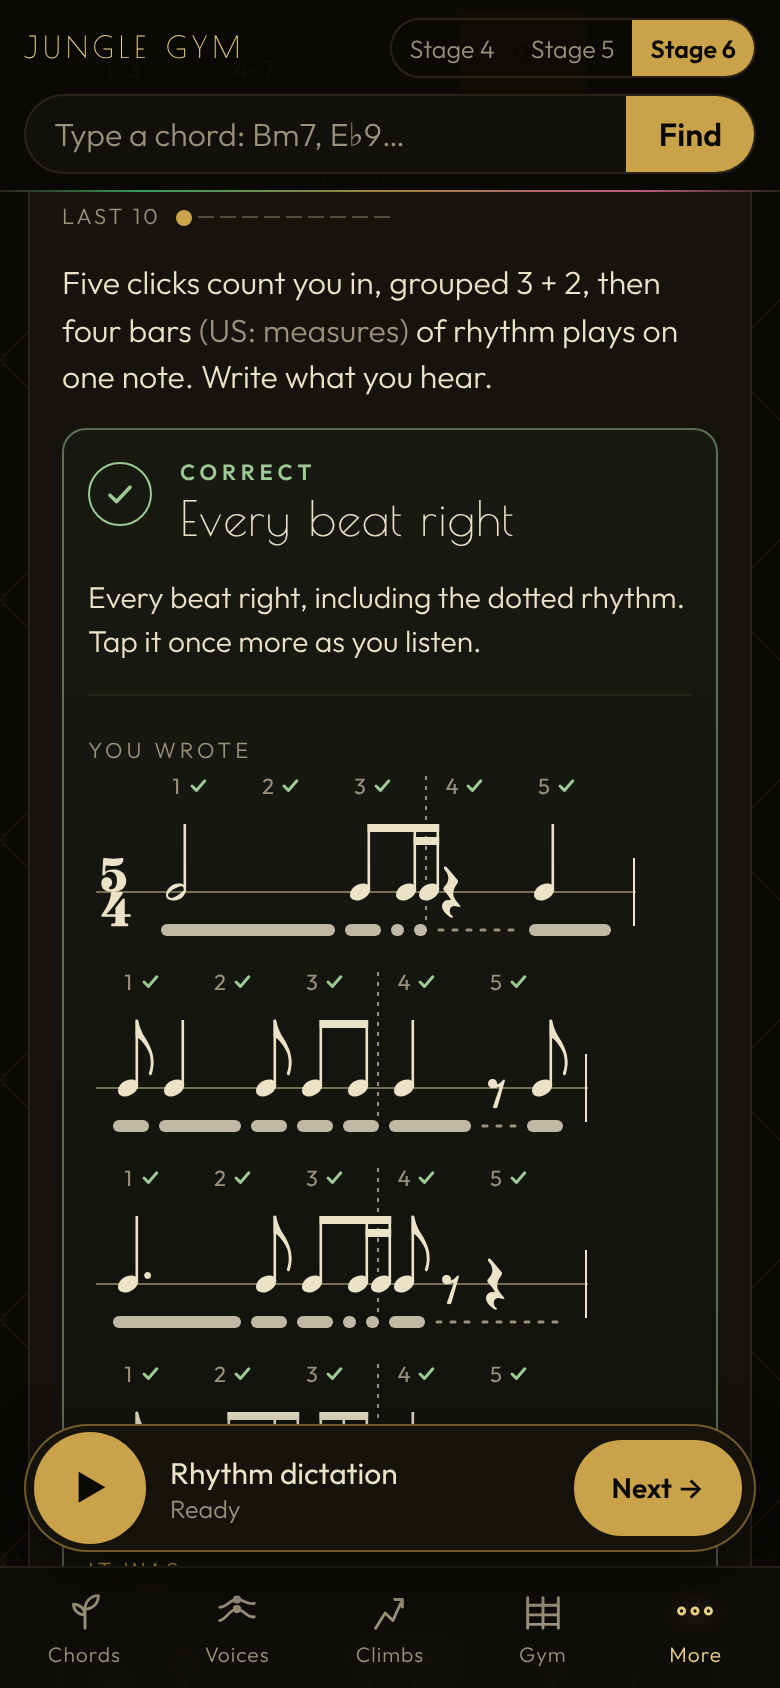 JUNGLE GYM
Stage 4 Stage 5 Stage 6
Type a chord: Bm7, E♭9...
Find
LAST 10
Five clicks count you in, grouped 3 + 2, then
four bars (US: measures) of rhythm plays on
one note. Write what you hear.
CORRECT
Every beat right
Every beat right, including the dotted rhythm.
Tap it once more as you listen.
YOU WROTE
1 2 3 4 5
5
4
1 2 3 4 5
1 2 3 4 5
1 2 3 4 5
Rhythm dictation
Ready
Next →
Chords Voices Climbs Gym More